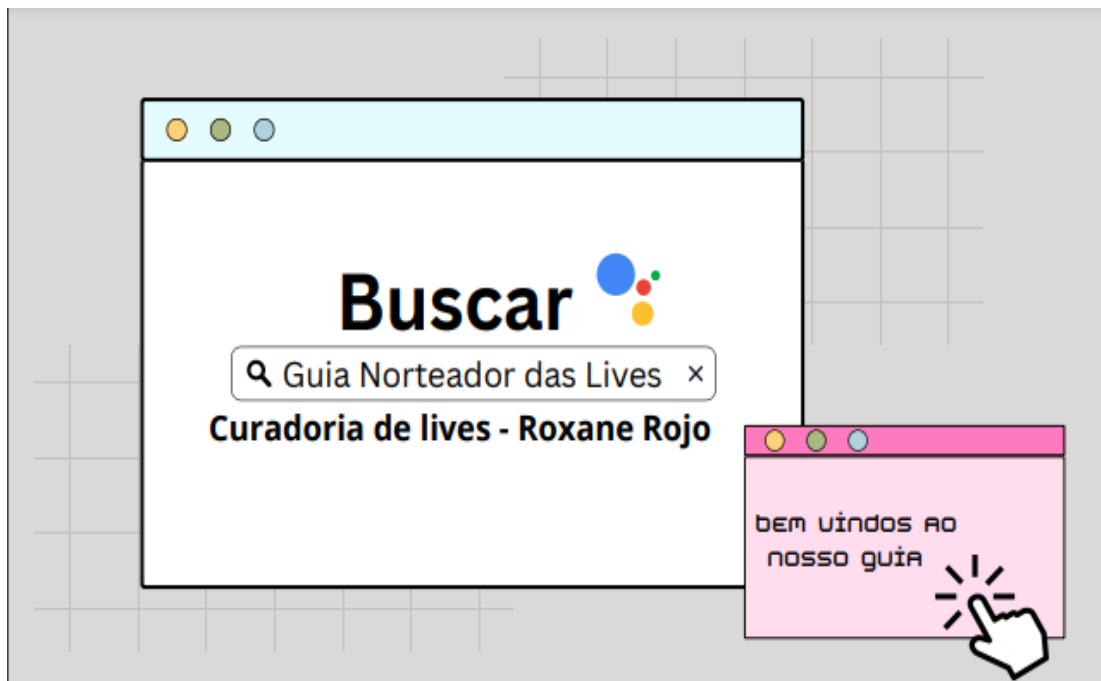 Buscar
Guia Norteador das Lives ×
Curadoria de lives - Roxane Rojo
bem vindos ao
nosso guia